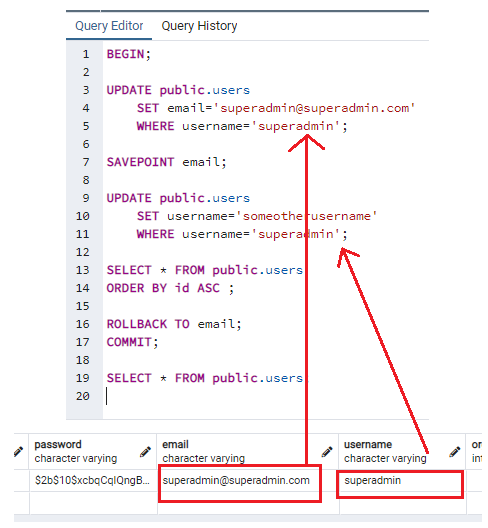 Query Editor Query History
1 BEGIN;
2
3 UPDATE public.users
4 SET email='superadmin@superadmin.com'
5 WHERE username='superadmin';
6
7 SAVEPOINT email;
8
9 UPDATE public.users
10 SET username='someotherusername'
11 WHERE username='superadmin';
12
13 SELECT * FROM public.users
14 ORDER BY id ASC ;
15
16 ROLLBACK TO email;
17 COMMIT;
18
19 SELECT * FROM public.users
20
password email username or
character varying character varying character varying in
superadmin@superadmin.com superadmin